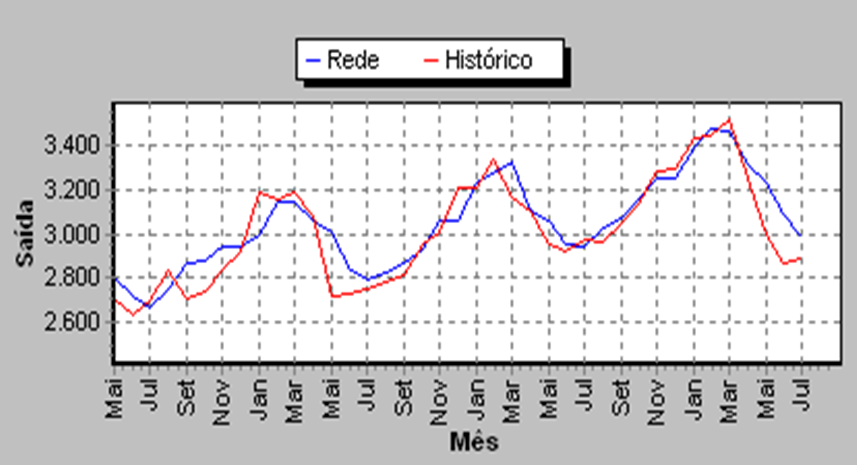 Rede Histórico
3.400
3.200
3.000
2.800
2.600
Saída
Mai Jul Set Nov Jan Mar Mai Jul Set Nov Jan Mar Mai Jul Set Nov Jan Mar Mai Jul
Mês